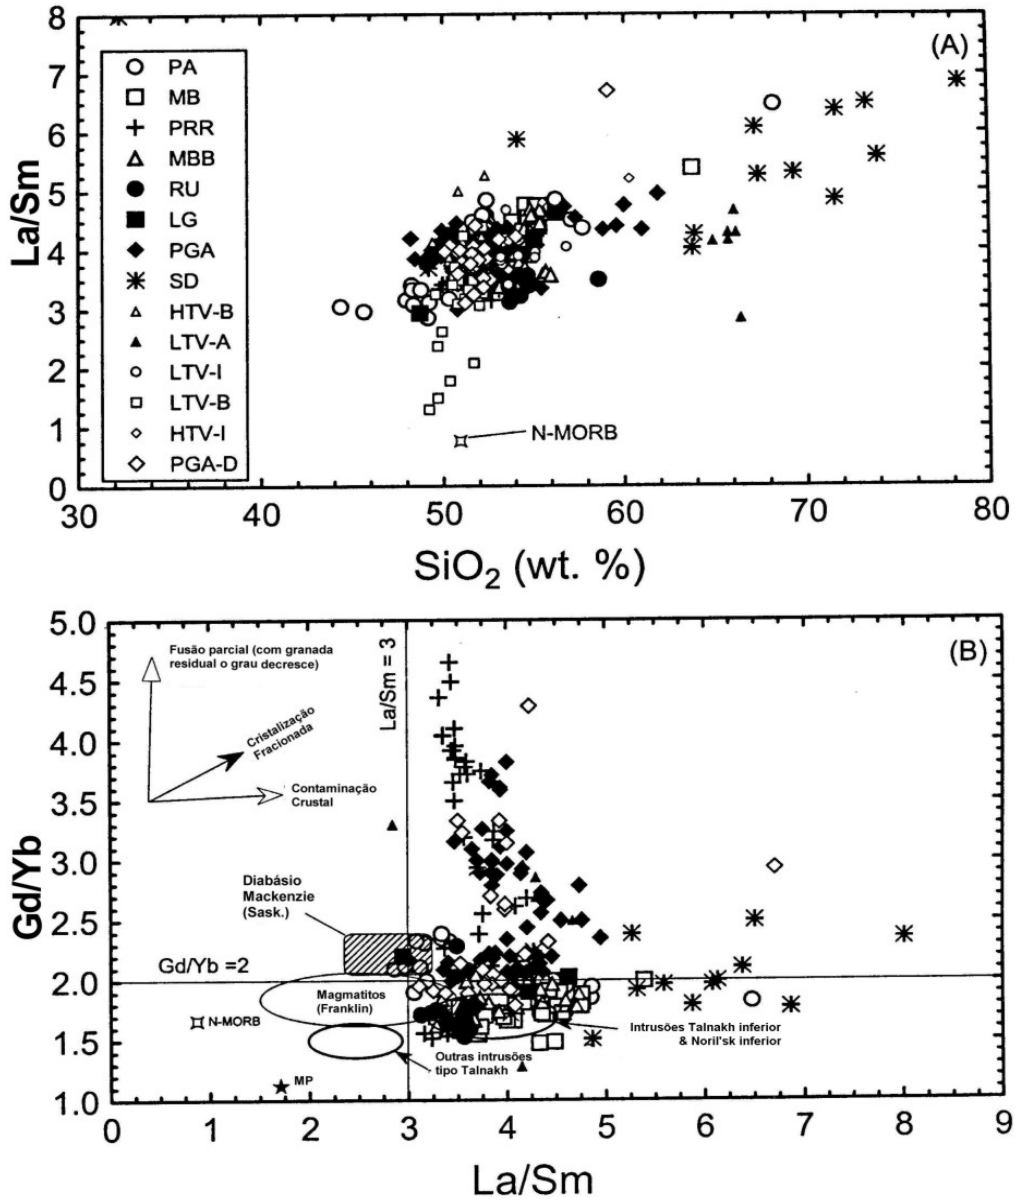 (A)
8
7
6
5
4
3
2
1
0
La/Sm
PA
MB
PRR
MBB
RU
LG
PGA
SD
HTV-B
LTV-A
LTV-I
LTV-B
HTV-I
PGA-D
N-MORB
30 40 50 60 70 80
SiO₂ (wt. %)
(B)
5.0
4.5
4.0
3.5
3.0
2.5
2.0
1.5
1.0
Gd/Yb
Fusão parcial (com granada
residual o grau decresce)
La/Sm = 3
Cristalização
Fracionada
Contaminação
Crustal
Diabásio
Mackenzie
(Sask.)
Gd/Yb =2
Magmatitos
(Franklin)
N-MORB
Intrusões Talnakh inferior
& Noril'sk inferior
Outras intrusões
tipo Talnakh
MP
0 1 2 3 4 5 6 7 8 9
La/Sm